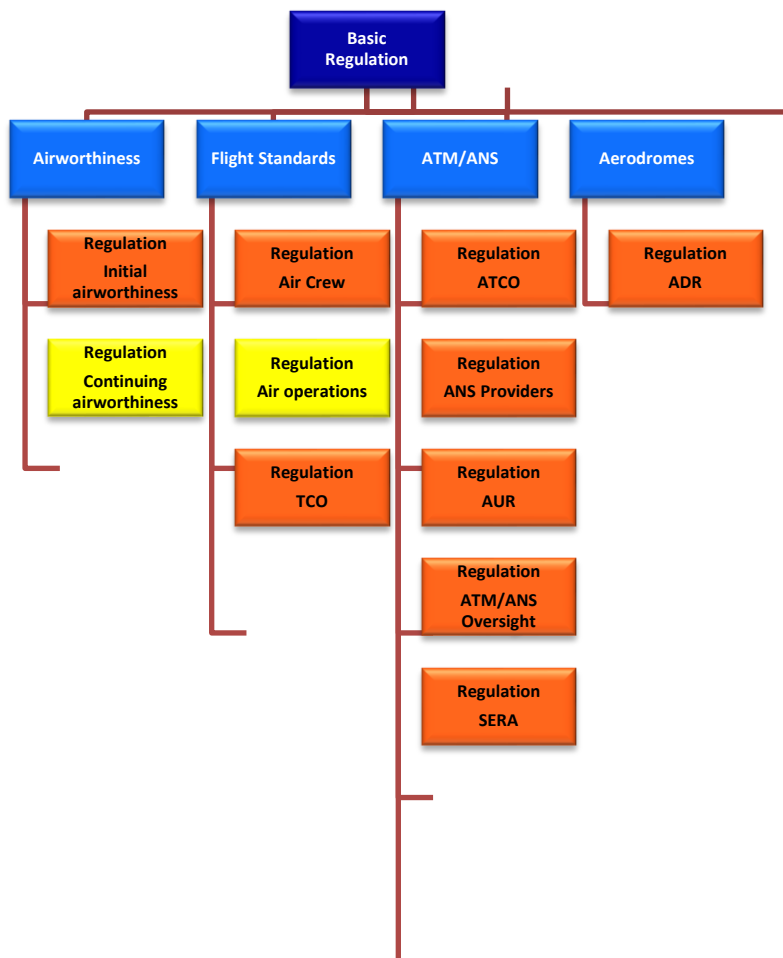 Basic
Regulation
Airworthiness
Flight Standards
ATM/ANS
Aerodromes
Regulation
Initial
airworthiness
Regulation
Air Crew
Regulation
ATCO
Regulation
ADR
Regulation
Continuing
airworthiness
Regulation
Air operations
Regulation
ANS Providers
Regulation
TCO
Regulation
AUR
Regulation
ATM/ANS
Oversight
Regulation
SERA